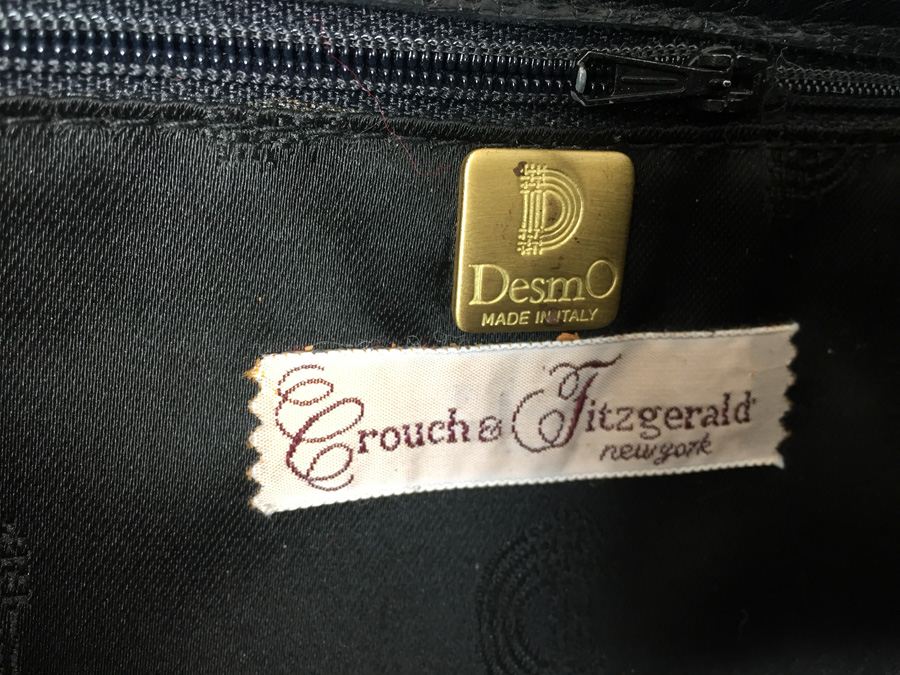 D
DesmO
MADE IN ITALY
Crouch & Fitzgerald
new york